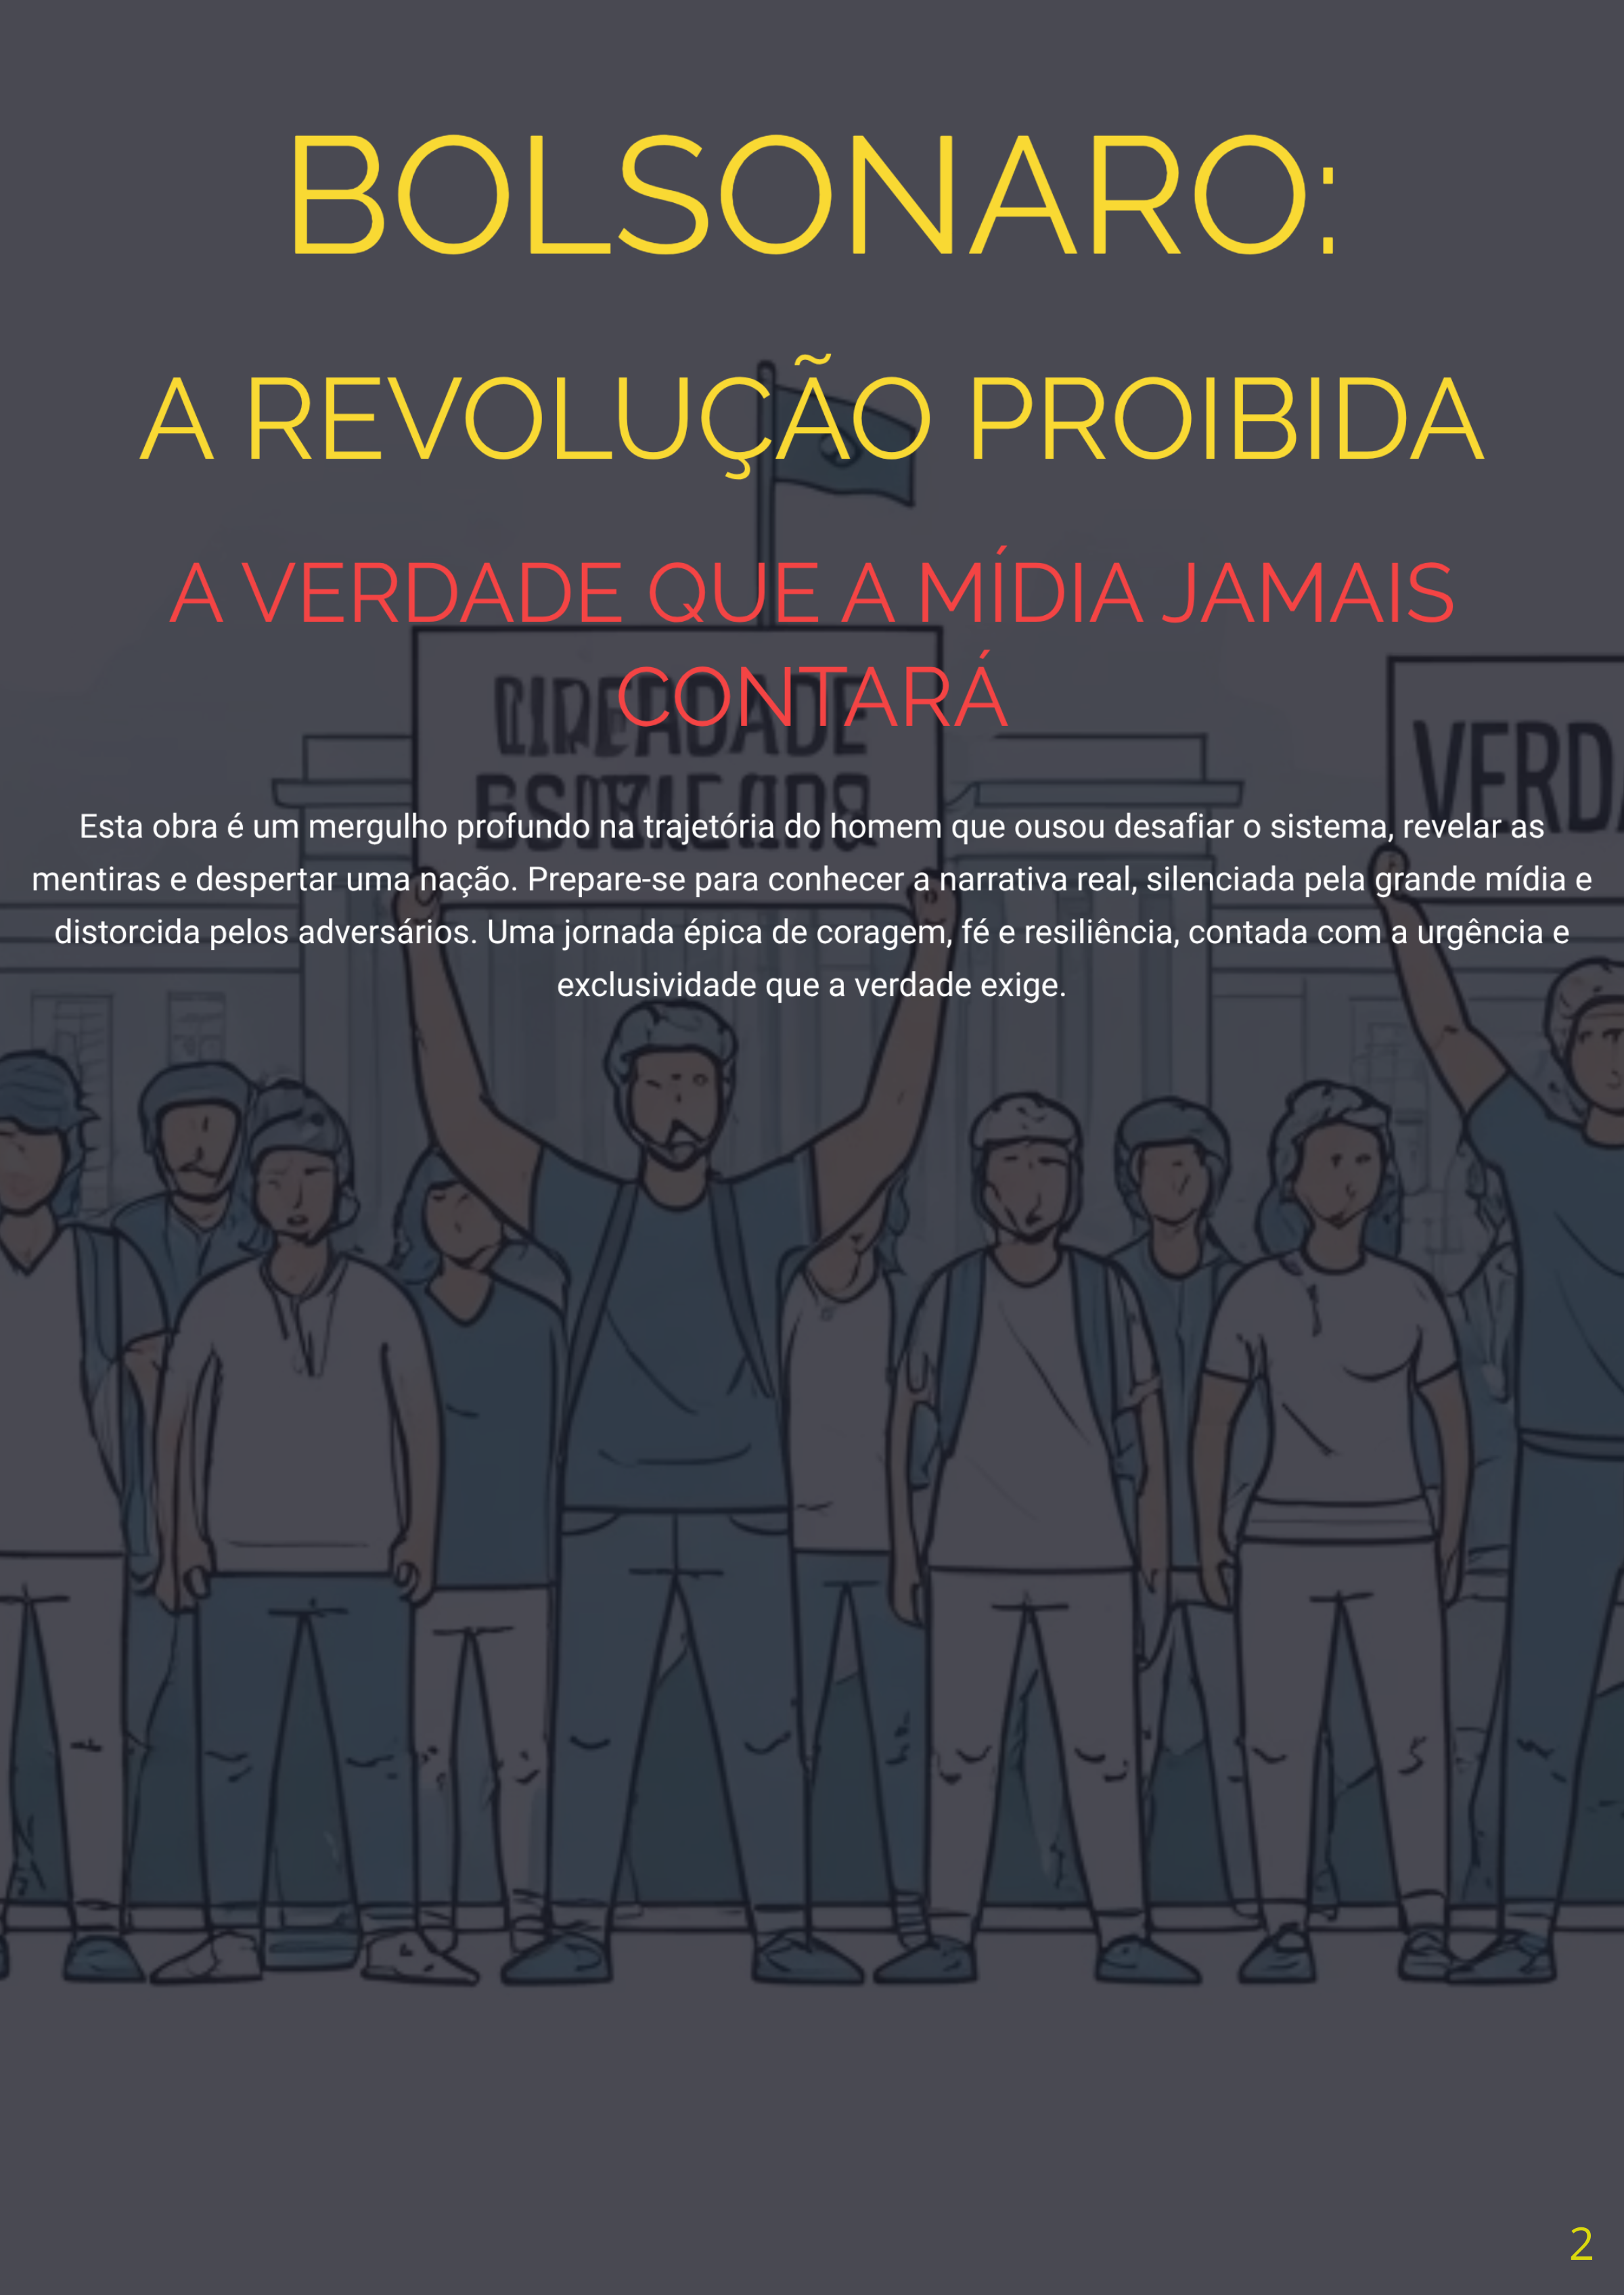 BOLSONARO:
A REVOLUÇÃO PROIBIDA
A VERDADE QUE A MÍDIA JAMAIS
CONTARÁ
VERDA
Esta obra é um mergulho profundo na trajetória do homem que ousou desafiar o sistema, revelar as
mentiras e despertar uma nação. Prepare-se para conhecer a narrativa real, silenciada pela grande mídia e
distorcida pelos adversários. Uma jornada épica de coragem, fé e resiliência, contada com a urgência e
exclusividade que a verdade exige.
2